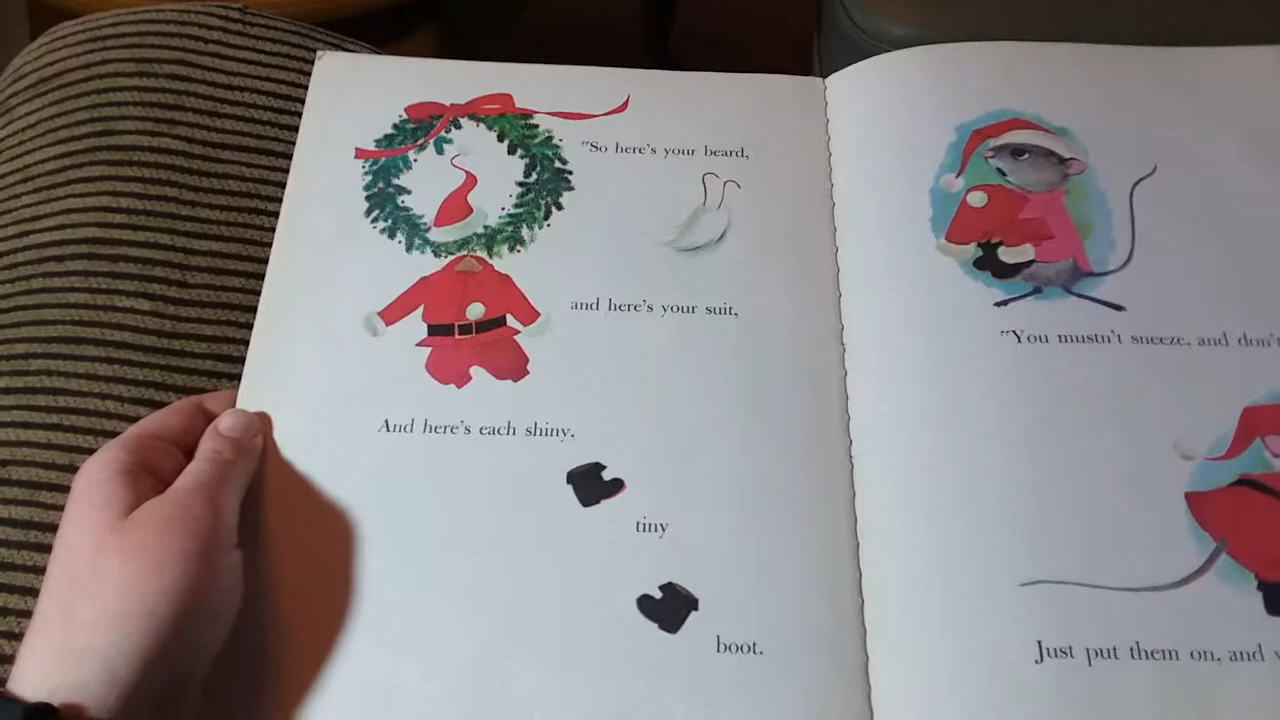 "So here's your beard,
and here's your suit,
And here's each shiny,
tiny
boot.
"You mustn't sneeze, and don't
Just put them on, and